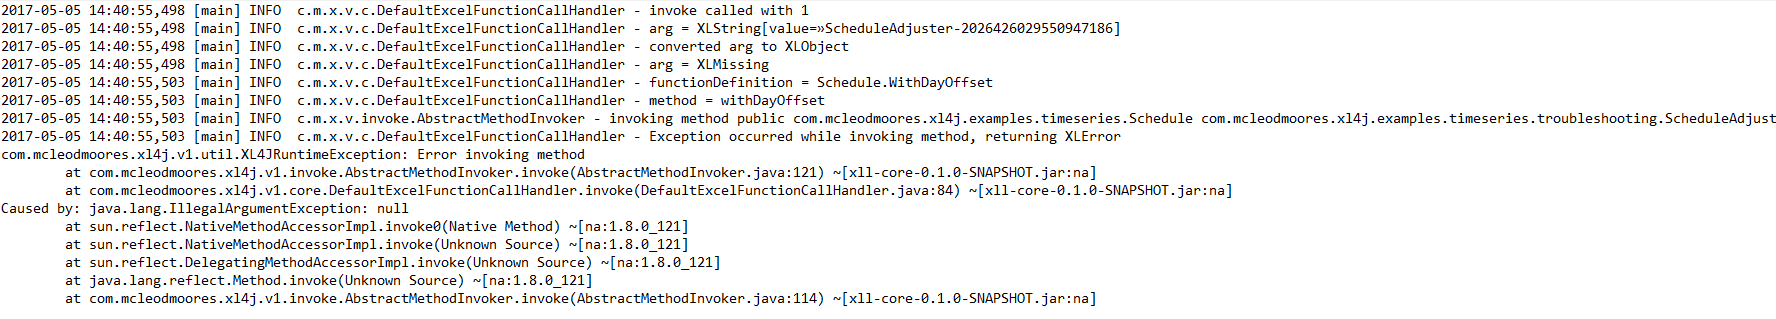 2017-05-05 14:40:55,498 [main] INFO  c.m.x.v.c.DefaultExcelFunctionCallHandler - invoke called with 1
2017-05-05 14:40:55,498 [main] INFO  c.m.x.v.c.DefaultExcelFunctionCallHandler - arg = XLString[value=»ScheduleAdjuster-2026426029550947186]
2017-05-05 14:40:55,498 [main] INFO  c.m.x.v.c.DefaultExcelFunctionCallHandler - converted arg to XLObject
2017-05-05 14:40:55,498 [main] INFO  c.m.x.v.c.DefaultExcelFunctionCallHandler - arg = XLMissing
2017-05-05 14:40:55,503 [main] INFO  c.m.x.v.c.DefaultExcelFunctionCallHandler - functionDefinition = Schedule.WithDayOffset
2017-05-05 14:40:55,503 [main] INFO  c.m.x.v.c.DefaultExcelFunctionCallHandler - method = withDayOffset
2017-05-05 14:40:55,503 [main] INFO  c.m.x.v.invoke.AbstractMethodInvoker - invoking method public com.mcleodmoores.xl4j.examples.timeseries.Schedule com.mcleodmoores.xl4j.examples.timeseries.troubleshooting.ScheduleAdjust
2017-05-05 14:40:55,503 [main] INFO  c.m.x.v.c.DefaultExcelFunctionCallHandler - Exception occurred while invoking method, returning XLError
com.mcleodmoores.xl4j.v1.util.XL4JRuntimeException: Error invoking method
        at com.mcleodmoores.xl4j.v1.invoke.AbstractMethodInvoker.invoke(AbstractMethodInvoker.java:121) ~[xll-core-0.1.0-SNAPSHOT.jar:na]
        at com.mcleodmoores.xl4j.v1.core.DefaultExcelFunctionCallHandler.invoke(DefaultExcelFunctionCallHandler.java:84) ~[xll-core-0.1.0-SNAPSHOT.jar:na]
Caused by: java.lang.IllegalArgumentException: null
        at sun.reflect.NativeMethodAccessorImpl.invoke0(Native Method) ~[na:1.8.0_121]
        at sun.reflect.NativeMethodAccessorImpl.invoke(Unknown Source) ~[na:1.8.0_121]
        at sun.reflect.DelegatingMethodAccessorImpl.invoke(Unknown Source) ~[na:1.8.0_121]
        at java.lang.reflect.Method.invoke(Unknown Source) ~[na:1.8.0_121]
        at com.mcleodmoores.xl4j.v1.invoke.AbstractMethodInvoker.invoke(AbstractMethodInvoker.java:114) ~[xll-core-0.1.0-SNAPSHOT.jar:na]